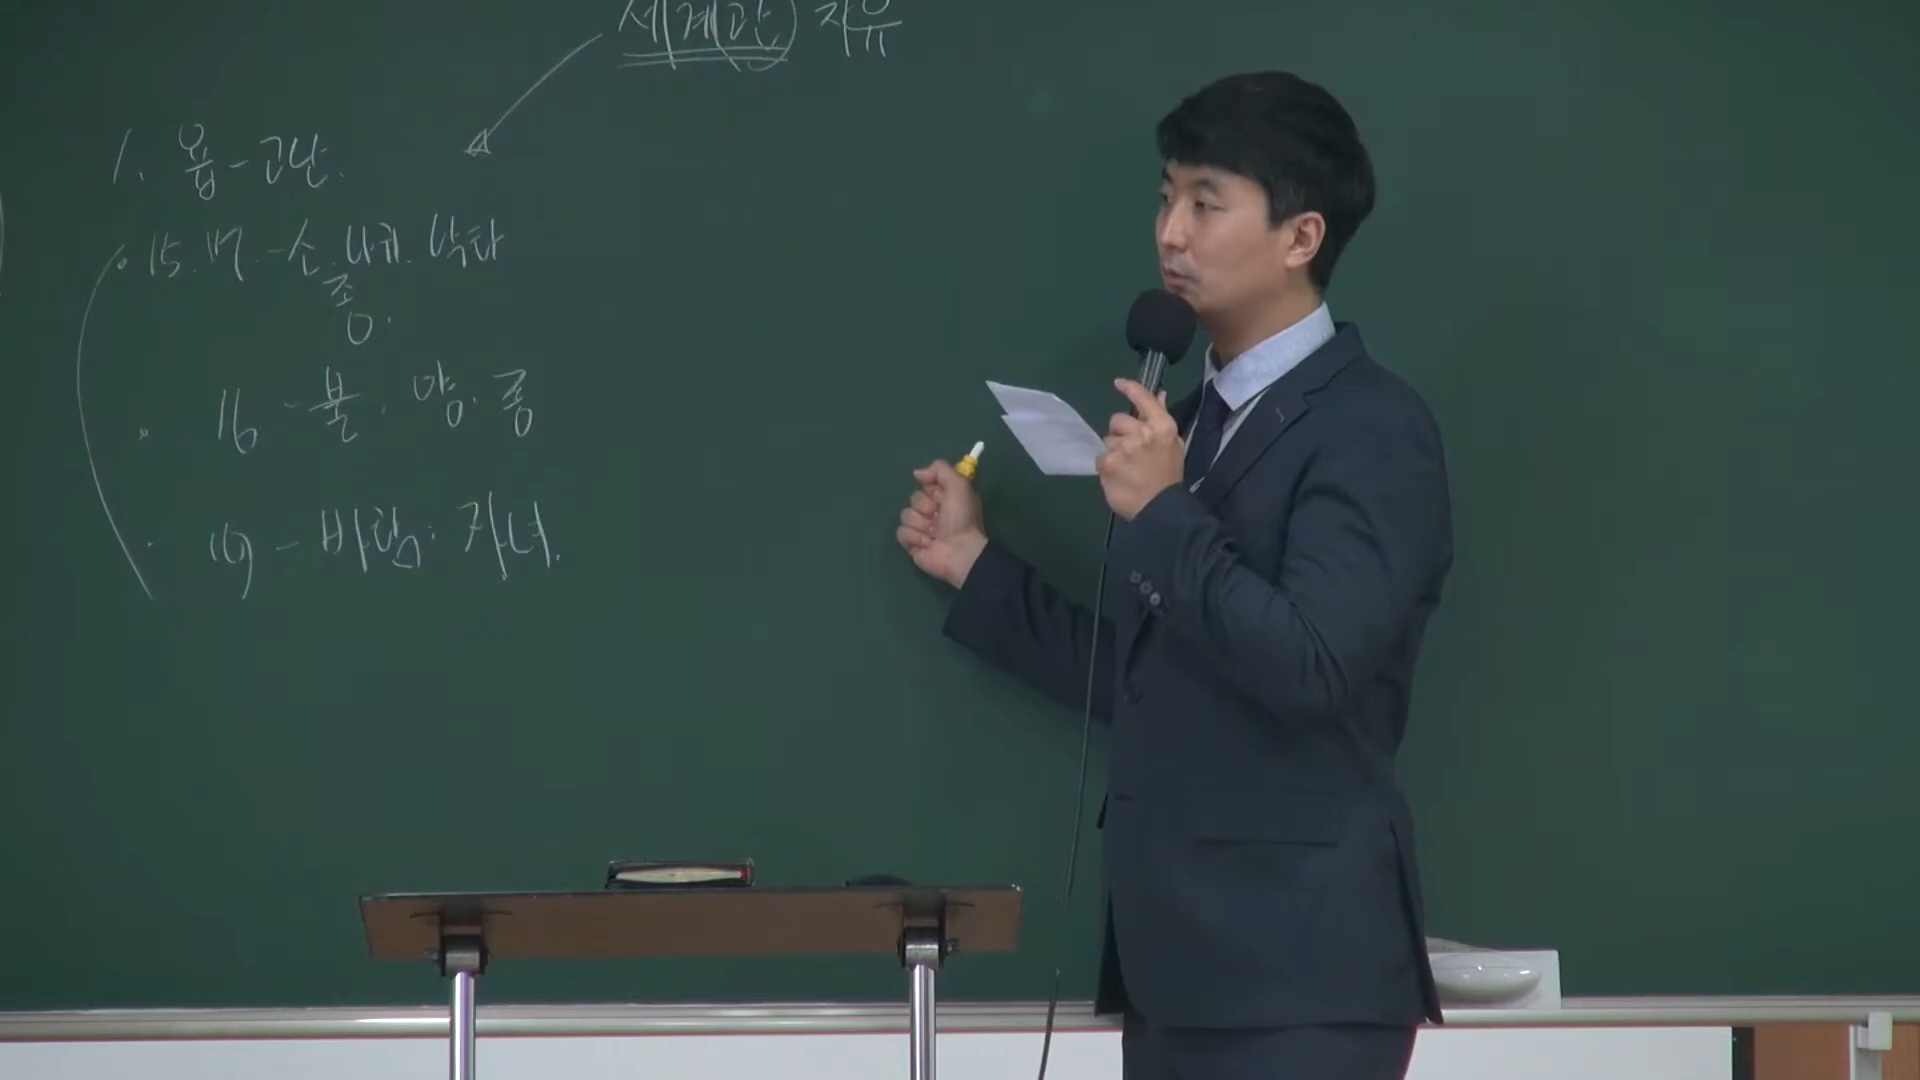 세계관) 자유
1. 욥-고난.
15.17.-소.나귀.낙타
종.
16-불.양.종
19-바람.자녀.